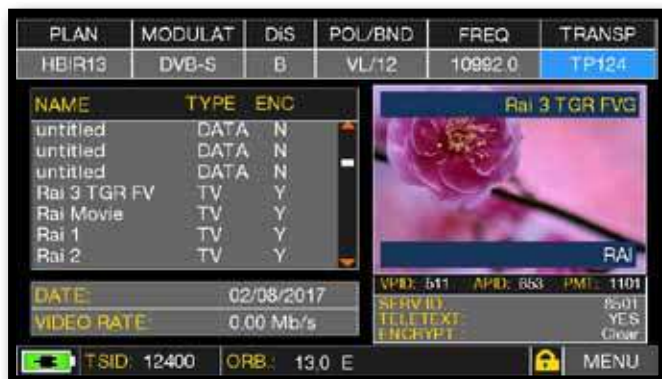 PLAN MODULAT DiS POL/BND FREQ TRANSP
HBIR13 DVB-S B VL/12 10992.0 TP124
NAME TYPE ENC
untitled DATA N
untitled DATA N
untitled DATA N
Rai 3 TGR FV TV Y
Rai Movie TV Y
Rai 1 TV Y
Rai 2 TV Y
Rai 3 TGR FVG
RAI
DATE: 02/08/2017
VIDEO RATE: 0.00 Mb/s
VPID: 511 APID: 653 PMT: 1101
SERV ID: 8501
TELETEXT: YES
ENCRYPT: Clear
TSID: 12400 ORB.: 13.0 E MENU